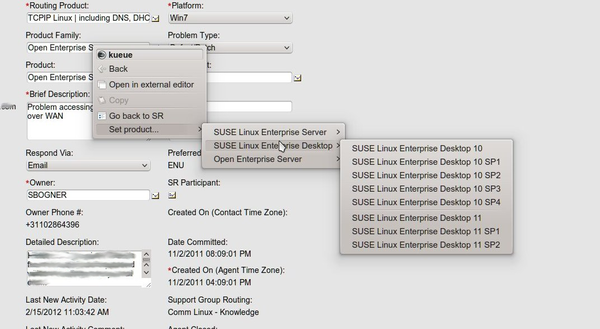 *Routing Product:
*Platform:
TCPIP Linux | including DNS, DHC
Win7
Product Family:
Problem Type:
Open Enterprise S
kueue
Product:
Back
Open Enterprise S
Open in external editor
Copy
*Brief Description:
Problem accessing
over WAN
Go back to SR
Set product...
SUSE Linux Enterprise Server
SUSE Linux Enterprise Desktop
Open Enterprise Server
SUSE Linux Enterprise Desktop 10
SUSE Linux Enterprise Desktop 10 SP1
SUSE Linux Enterprise Desktop 10 SP2
SUSE Linux Enterprise Desktop 10 SP3
SUSE Linux Enterprise Desktop 10 SP4
SUSE Linux Enterprise Desktop 11
SUSE Linux Enterprise Desktop 11 SP1
SUSE Linux Enterprise Desktop 11 SP2
Respond Via:
Preferred
Email
ENU
*Owner:
SR Participant:
SBOGNER
Owner Phone #:
Created On (Contact Time Zone):
+31102864396
Detailed Description:
Date Committed:
11/2/2011 08:09:01 PM
*Created On (Agent Time Zone):
11/2/2011 04:09:01 PM
Last New Activity Date:
Support Group Routing:
2/15/2012 11:03:42 AM
Comm Linux - Knowledge